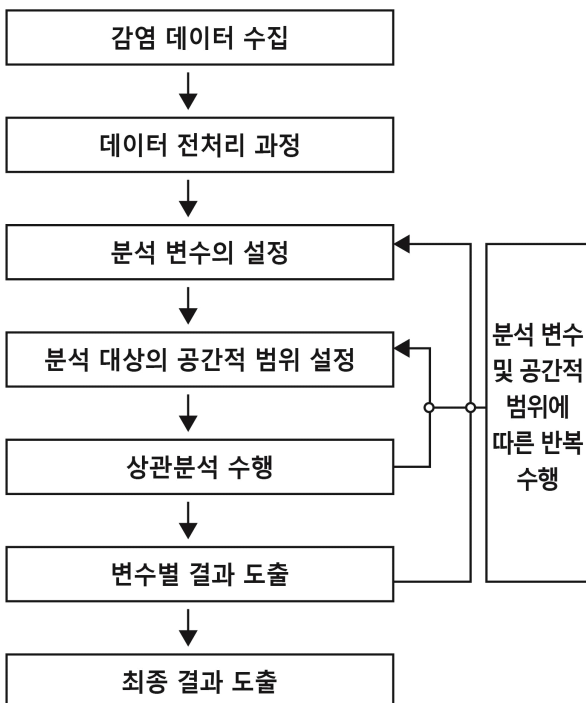 감염 데이터 수집
데이터 전처리 과정
분석 변수의 설정
분석 대상의 공간적 범위 설정
상관분석 수행
변수별 결과 도출
최종 결과 도출
분석 변수
및 공간적
범위에
따른 반복
수행